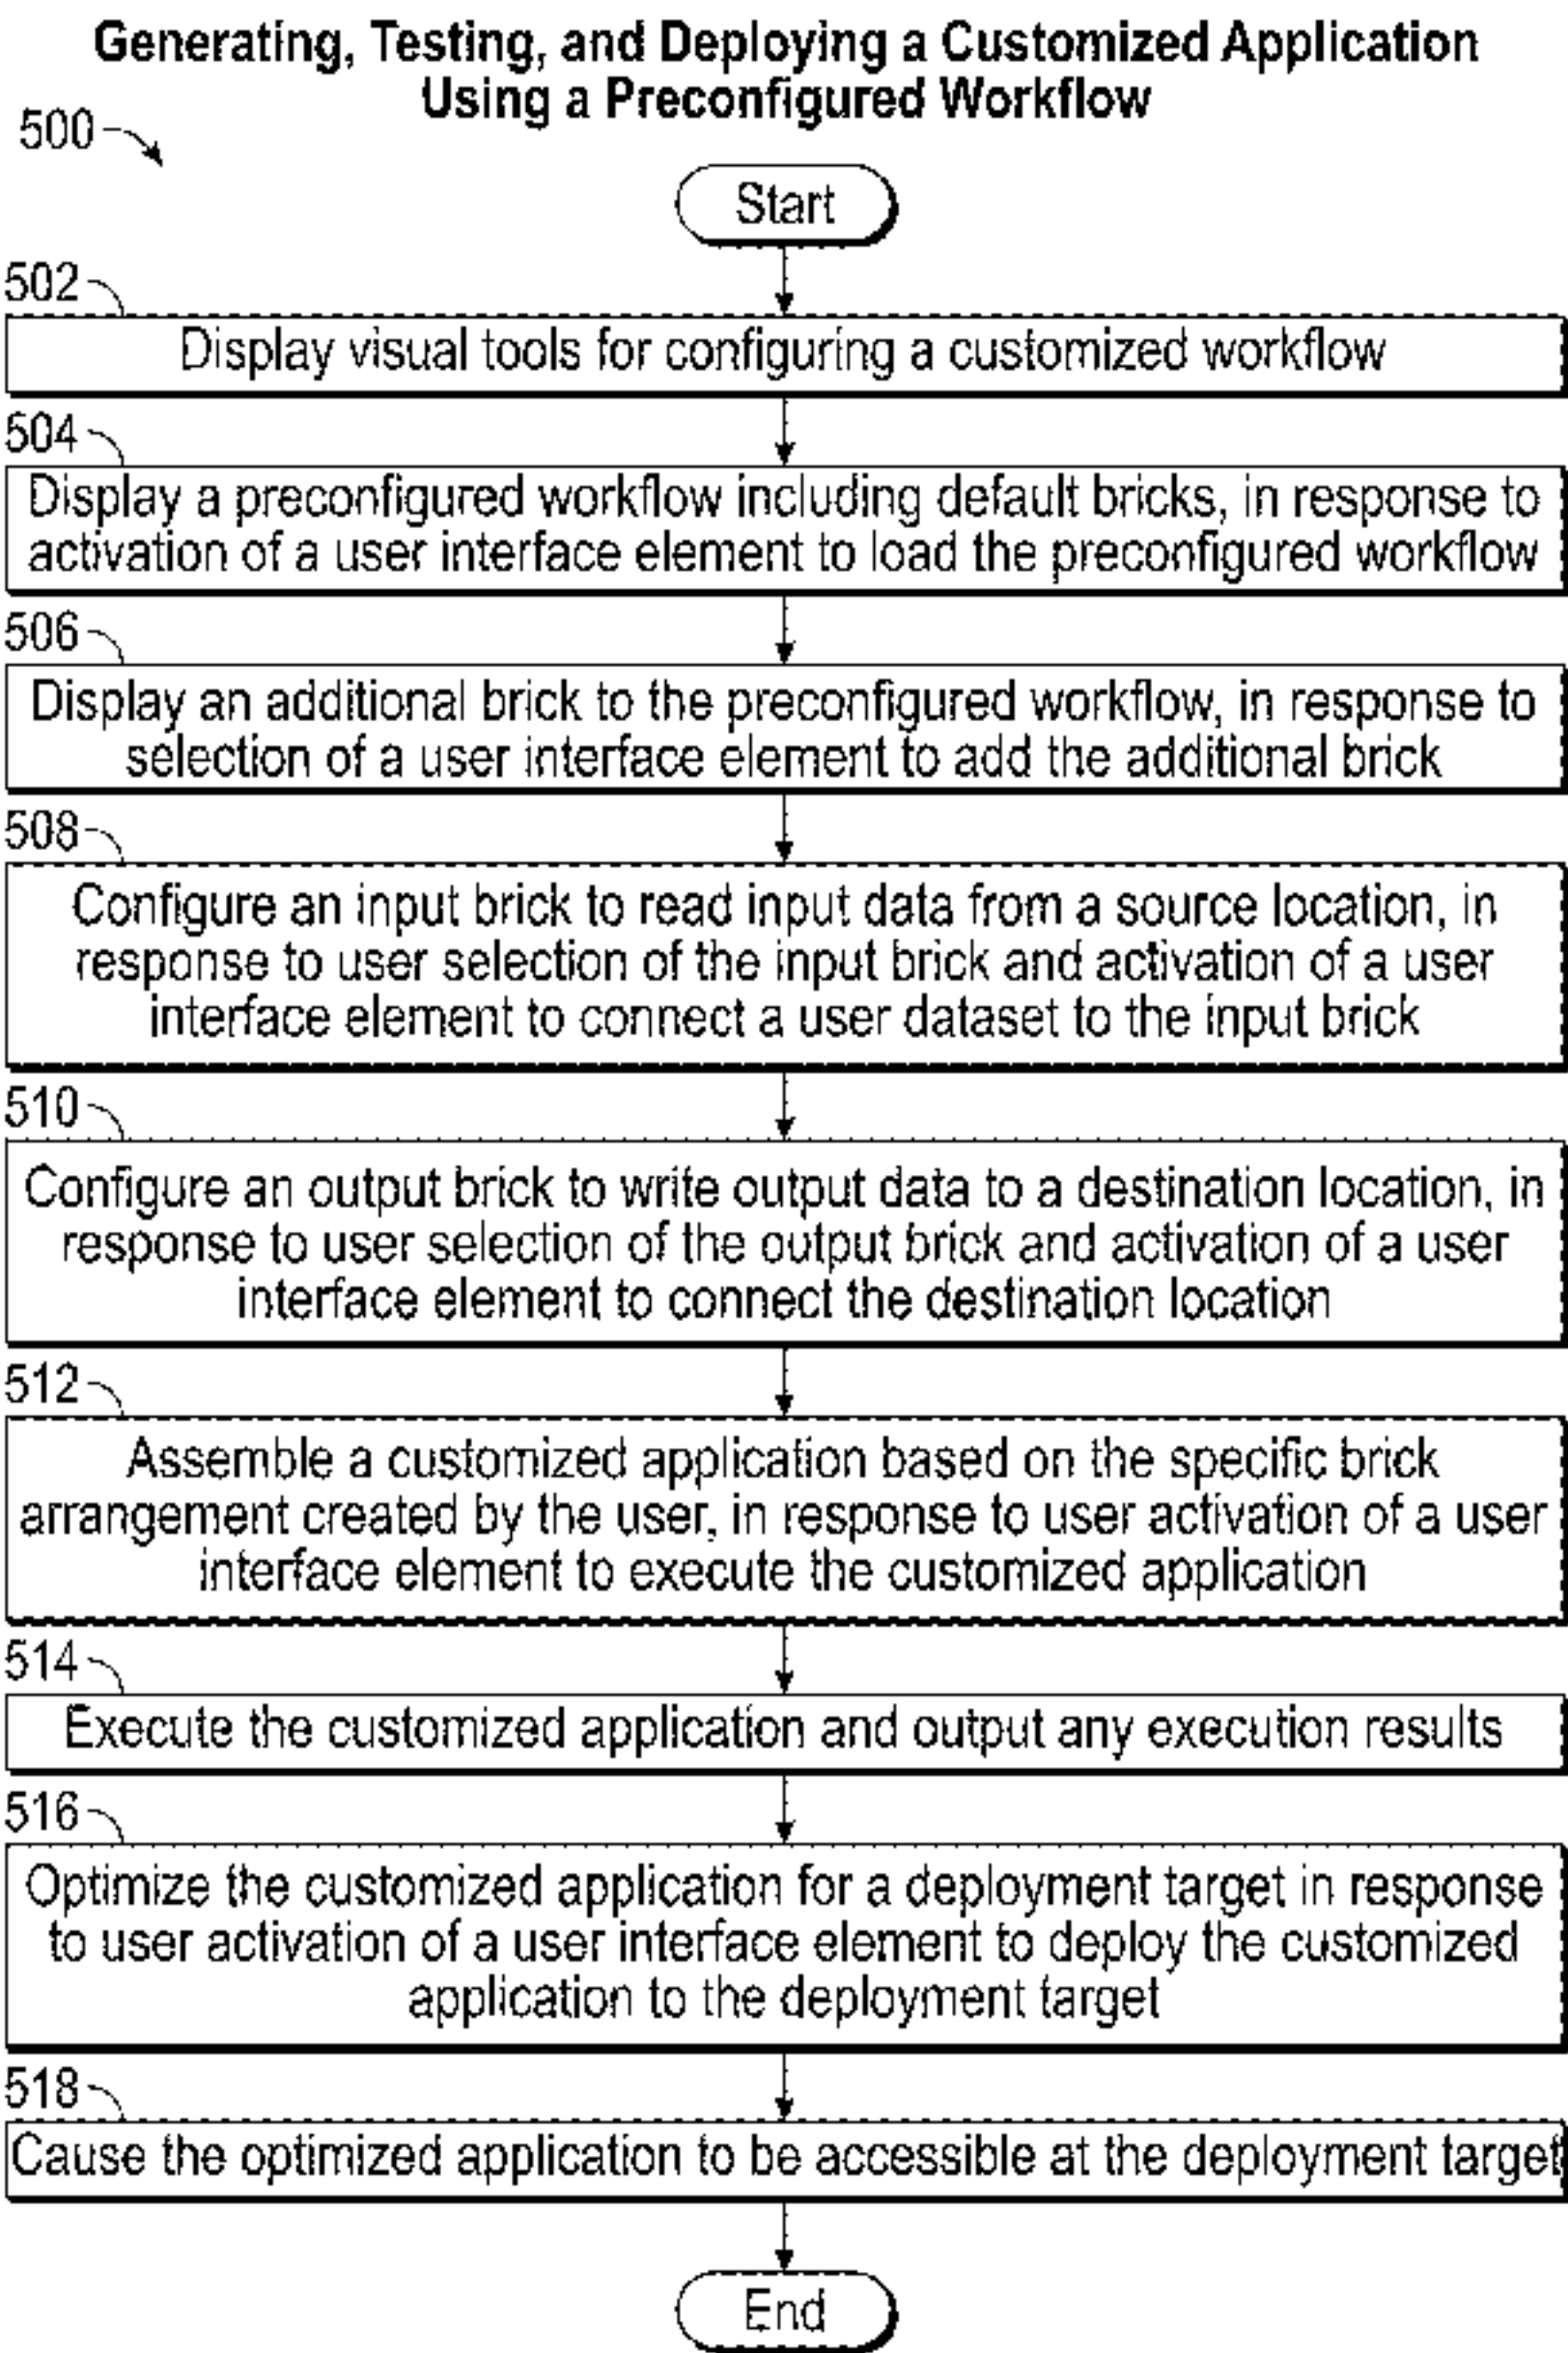 Generating, Testing, and Deploying a Customized Application
Using a Preconfigured Workflow
500
Start
502
Display visual tools for configuring a customized workflow
504
Display a preconfigured workflow including default bricks, in response to
activation of a user interface element to load the preconfigured workflow
506
Display an additional brick to the preconfigured workflow, in response to
selection of a user interface element to add the additional brick
508
Configure an input brick to read input data from a source location, in
response to user selection of the input brick and activation of a user
interface element to connect a user dataset to the input brick
510
Configure an output brick to write output data to a destination location, in
response to user selection of the output brick and activation of a user
interface element to connect the destination location
512
Assemble a customized application based on the specific brick
arrangement created by the user, in response to user activation of a user
interface element to execute the customized application
514
Execute the customized application and output any execution results
516
Optimize the customized application for a deployment target in response
to user activation of a user interface element to deploy the customized
application to the deployment target
518
Cause the optimized application to be accessible at the deployment target
End